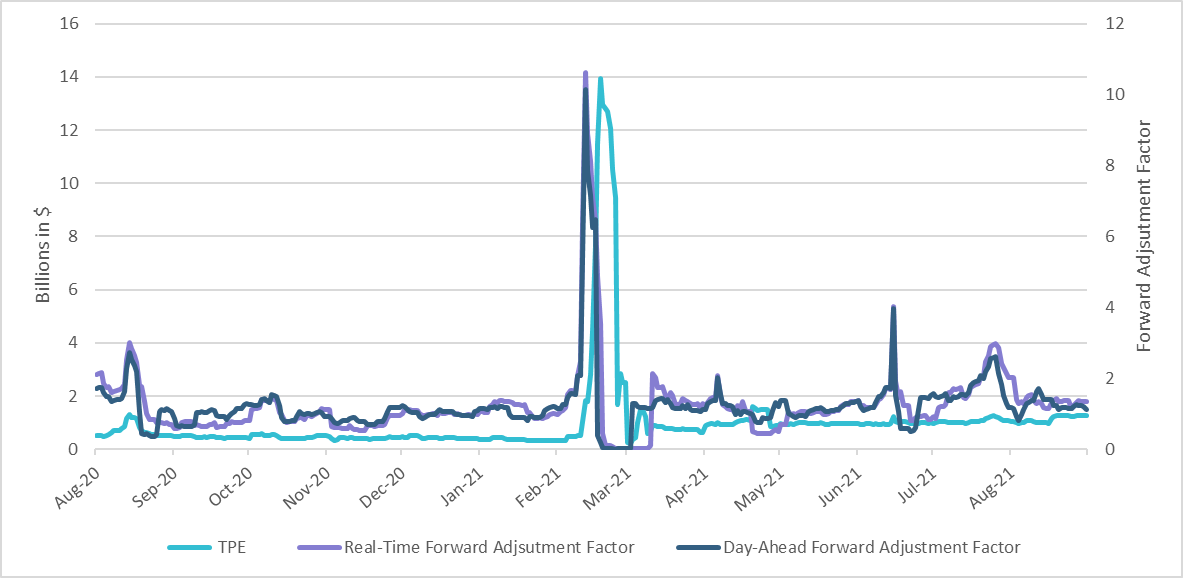 16
14
12
10
8
6
4
2
0
Billions in $
12
10
8
6
4
2
0
Forward Adjsutment Factor
Aug-20
Sep-20
Oct-20
Nov-20
Dec-20
Jan-21
Feb-21
Mar-21
Apr-21
May-21
Jun-21
Jul-21
Aug-21
TPE
Real-Time Forward Adjsutment Factor
Day-Ahead Forward Adjustment Factor